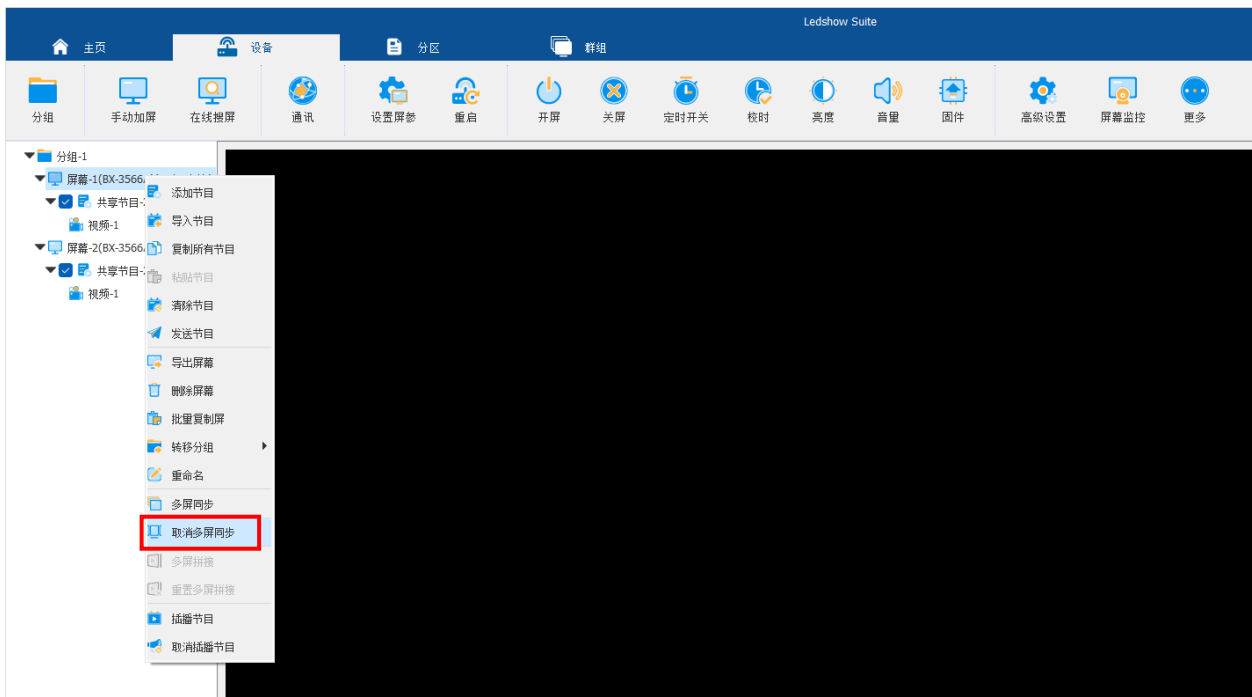 Ledshow Suite
主页
设备
分区
群组
分组
手动加屏
在线搜屏
通讯
设置屏参
重启
开屏
关屏
定时开关
校时
亮度
音量
固件
高级设置
屏幕监控
更多
分组-1
屏幕-1(BX-3566
共享节目-
视频-1
屏幕-2(BX-3566
共享节目-
视频-1
添加节目
导入节目
复制所有节目
粘贴节目
清除节目
发送节目
导出屏幕
删除屏幕
批量复制屏
转移分组
重命名
多屏同步
取消多屏同步
多屏拼接
重置多屏拼接
插播节目
取消插播节目